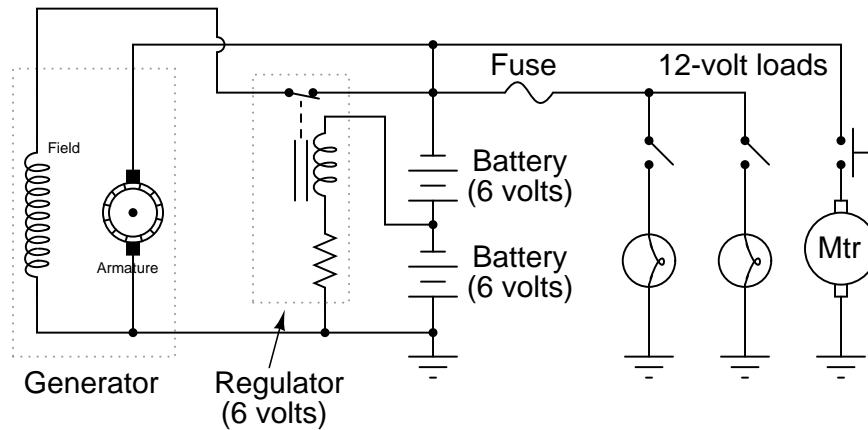 Fuse
12-volt loads
Field
Battery
(6 volts)
Mtr
Armature
Battery
(6 volts)
Generator
Regulator
(6 volts)